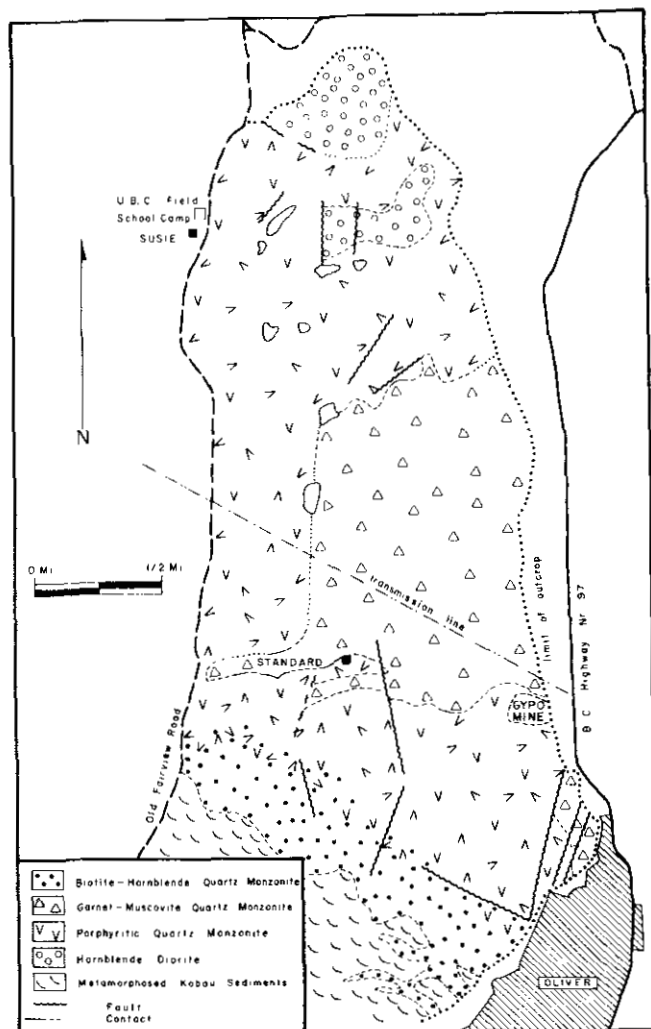 U.B.C. Field
School Camp
SUSIE
N
0 Mi
1/2 Mi
transmission line
limit of outcrop
B C Highway Nr 97
STANDARD
GYPO
MINE
Old Fairview Road
Biotite-Hornblende Quartz Monzonite
Garnet-Muscovite Quartz Monzonite
Porphyritic Quartz Monzonite
Hornblende Diorite
Metamorphosed Kobau Sediments
Fault
Contact
OLIVER